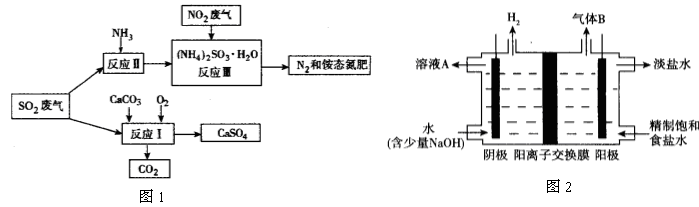 NO₂废气
NH₃
反应Ⅱ
(NH₄)₂SO₃·H₂O
反应Ⅲ
N₂和铵态氮肥
SO₂废气
CaCO₃
O₂
反应Ⅰ
CaSO₄
CO₂
图1
H₂
气体B
溶液A
淡盐水
水
(含少量NaOH)
精制饱和
食盐水
阴极 阳离子交换膜 阳极
图2